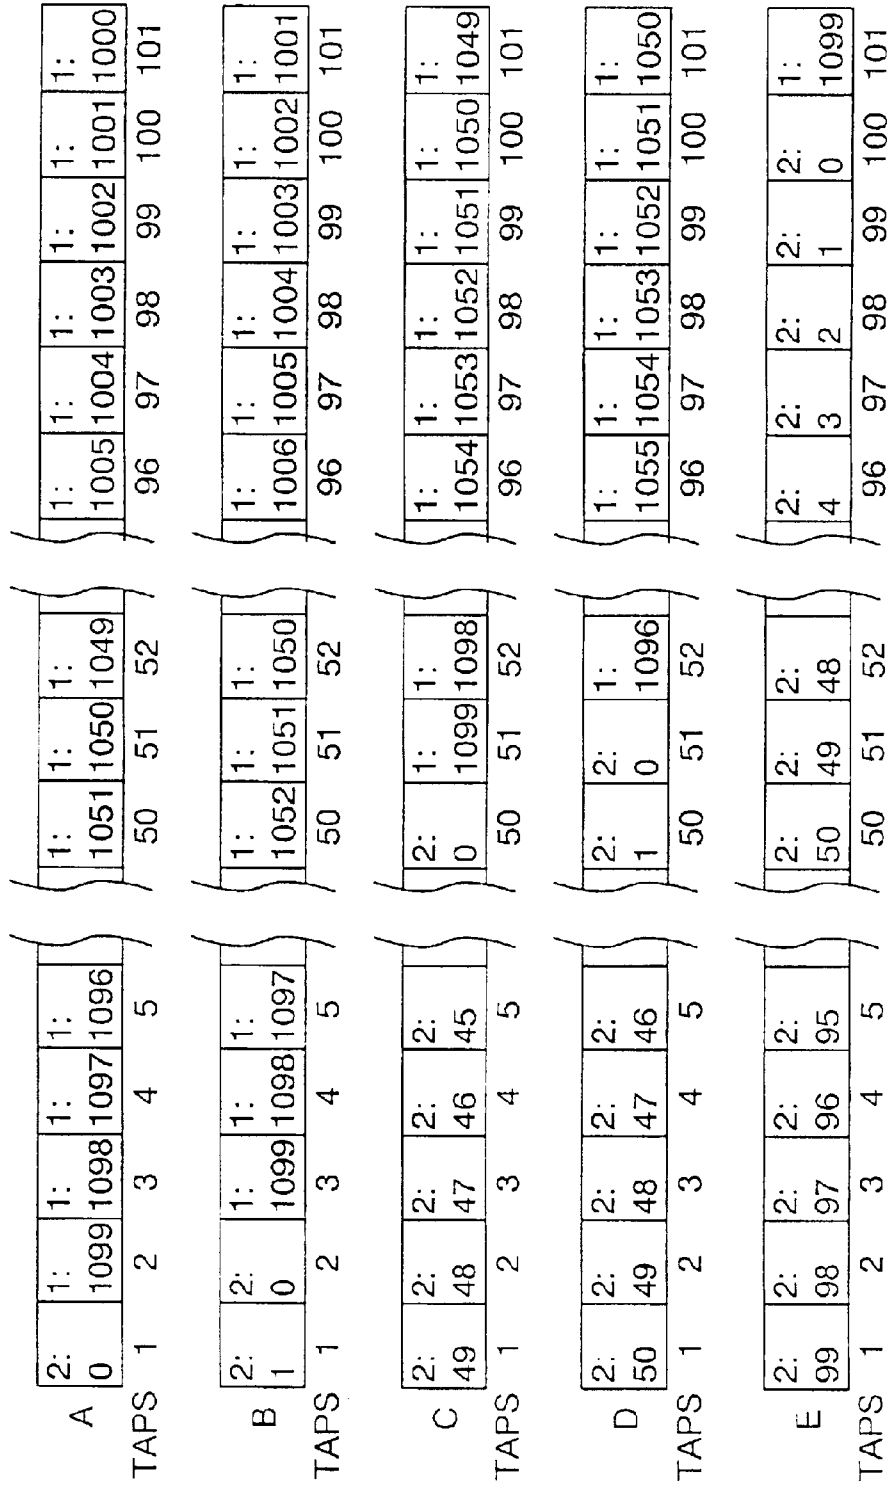 A 2: 1: 1: 1: 1: 1: 1: 1: 1: 1: 1: 1: 1: 1:
0 1099 1098 1097 1096 1051 1050 1049 1005 1004 1003 1002 1001 1000
TAPS 1 2 3 4 5 50 51 52 96 97 98 99 100 101
B 2: 2: 1: 1: 1: 1: 1: 1: 1: 1: 1: 1: 1: 1:
1 0 1099 1098 1097 1052 1051 1050 1006 1005 1004 1003 1002 1001
TAPS 1 2 3 4 5 50 51 52 96 97 98 99 100 101
C 2: 2: 2: 2: 2: 2: 1: 1: 1: 1: 1: 1: 1: 1:
49 48 47 46 45 0 1099 1098 1054 1053 1052 1051 1050 1049
TAPS 1 2 3 4 5 50 51 52 96 97 98 99 100 101
D 2: 2: 2: 2: 2: 2: 2: 1: 1: 1: 1: 1: 1: 1:
50 49 48 47 46 1 0 1096 1055 1054 1053 1052 1051 1050
TAPS 1 2 3 4 5 50 51 52 96 97 98 99 100 101
E 2: 2: 2: 2: 2: 2: 2: 2: 2: 2: 2: 2: 2: 1:
99 98 97 96 95 50 49 48 4 3 2 1 0 1099
TAPS 1 2 3 4 5 50 51 52 96 97 98 99 100 101